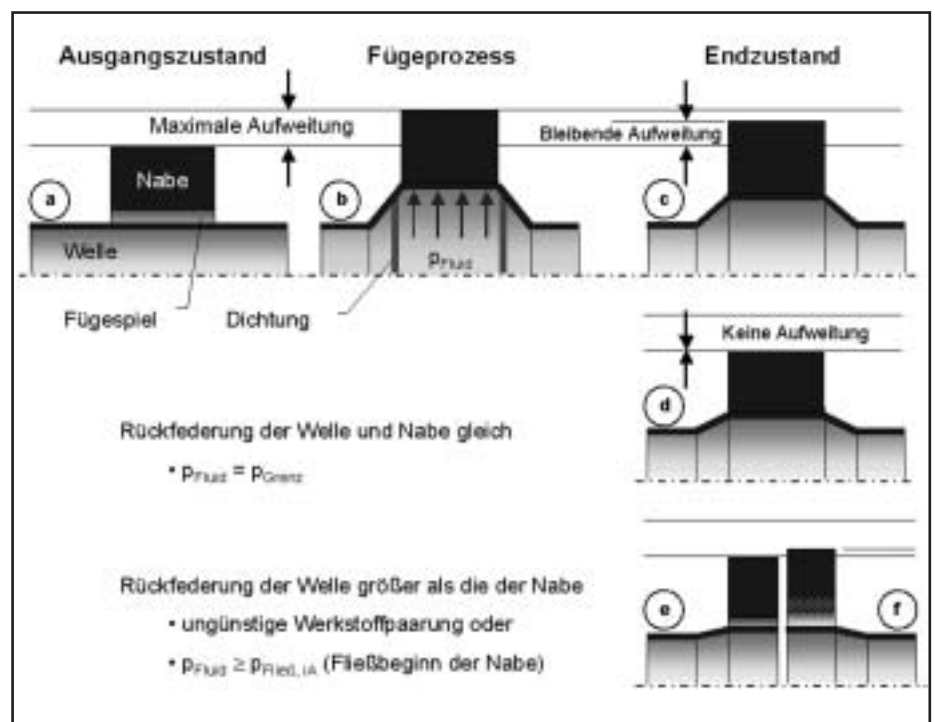 Ausgangszustand
Fügeprozess
Endzustand
Maximale Aufweitung
Bleibende Aufweitung
Nabe
a
b
c
Welle
pFluid
Fügespiel
Dichtung
Keine Aufweitung
d
Rückfederung der Welle und Nabe gleich
• pFluid = pGrenz
Rückfederung der Welle größer als die der Nabe
e
f
• ungünstige Werkstoffpaarung oder
• pFluid ≥ pFließ, iA (Fließbeginn der Nabe)